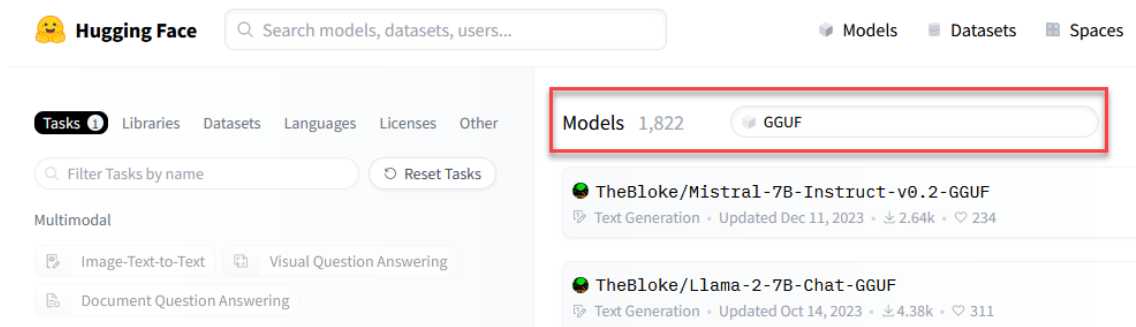 Hugging Face
Search models, datasets, users...
Models
Datasets
Spaces
Tasks 1
Libraries
Datasets
Languages
Licenses
Other
Filter Tasks by name
Reset Tasks
Multimodal
Image-Text-to-Text
Visual Question Answering
Document Question Answering
Models 1,822
GGUF
TheBloke/Mistral-7B-Instruct-v0.2-GGUF
Text Generation • Updated Dec 11, 2023 • 2.64k • 234
TheBloke/Llama-2-7B-Chat-GGUF
Text Generation • Updated Oct 14, 2023 • 4.38k • 311